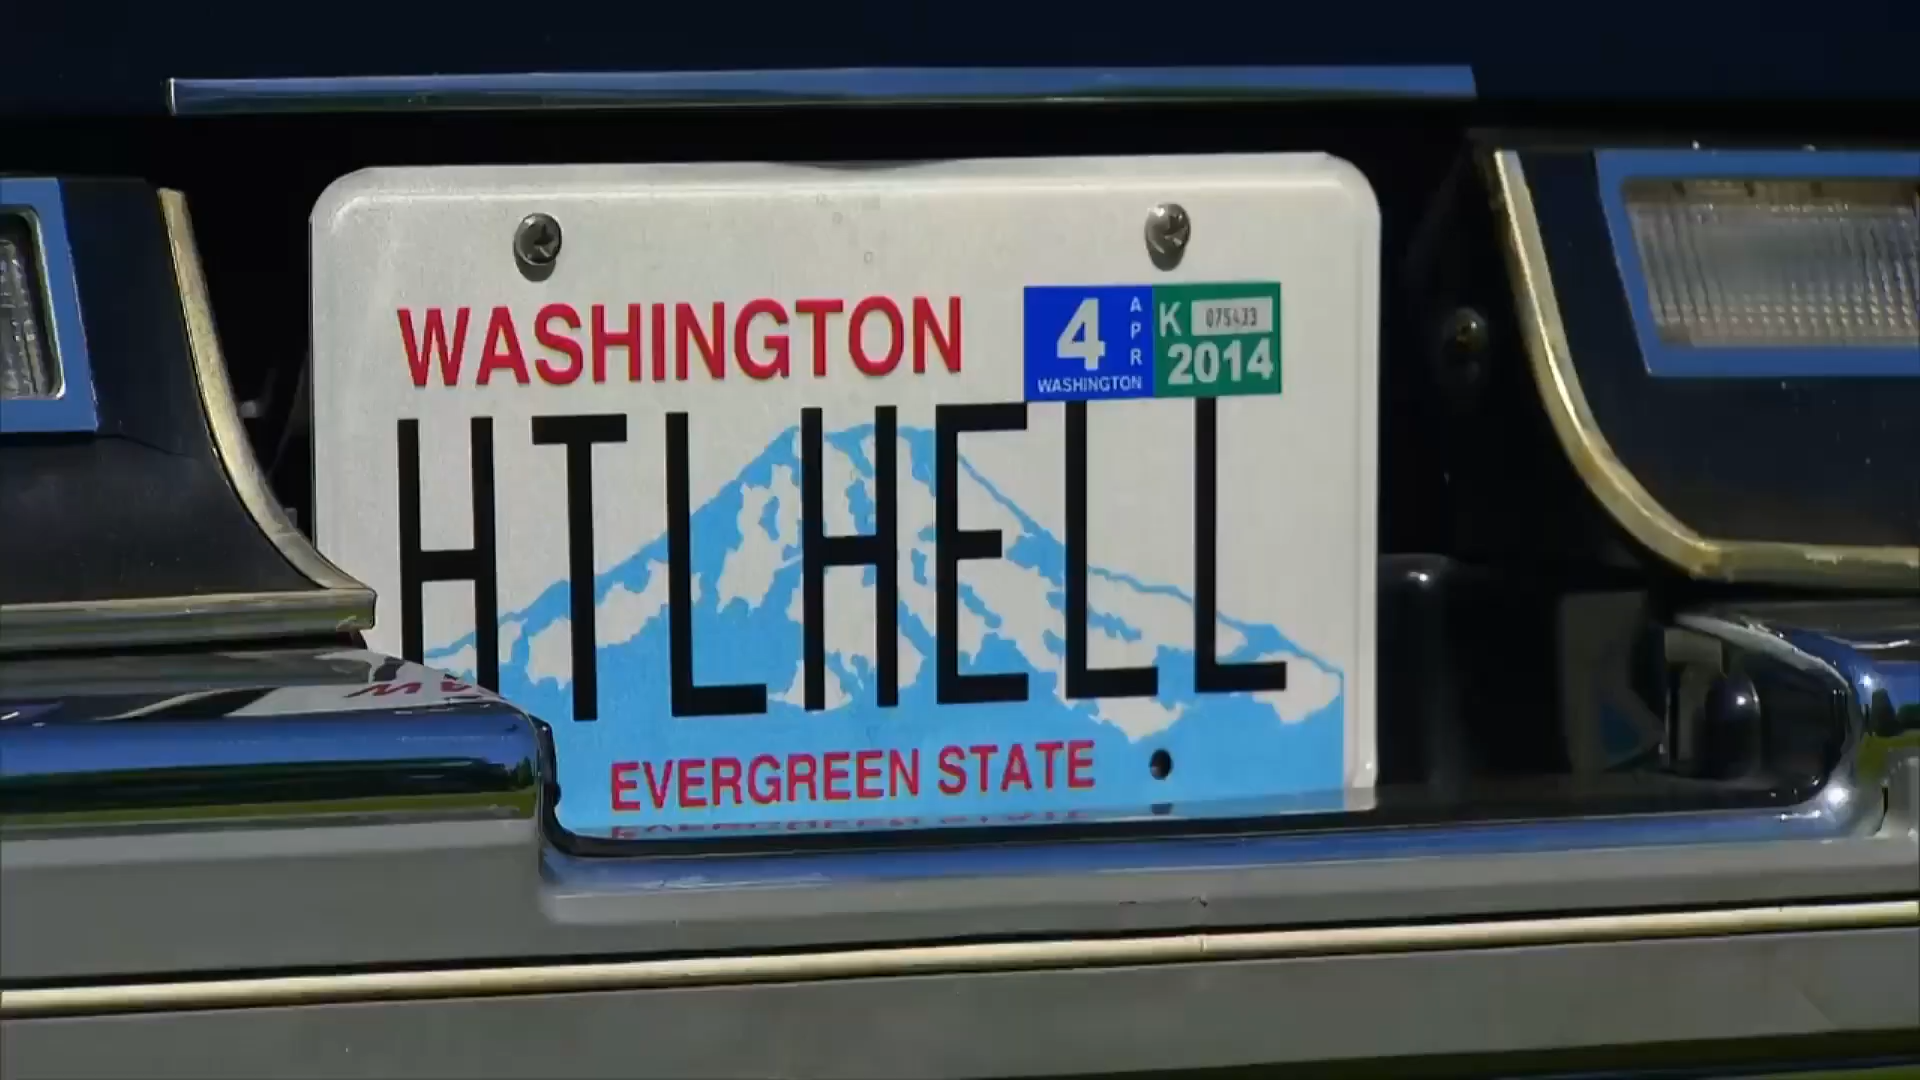 WASHINGTON
4 APR
WASHINGTON
K 075433
2014
HTLHELL
EVERGREEN STATE